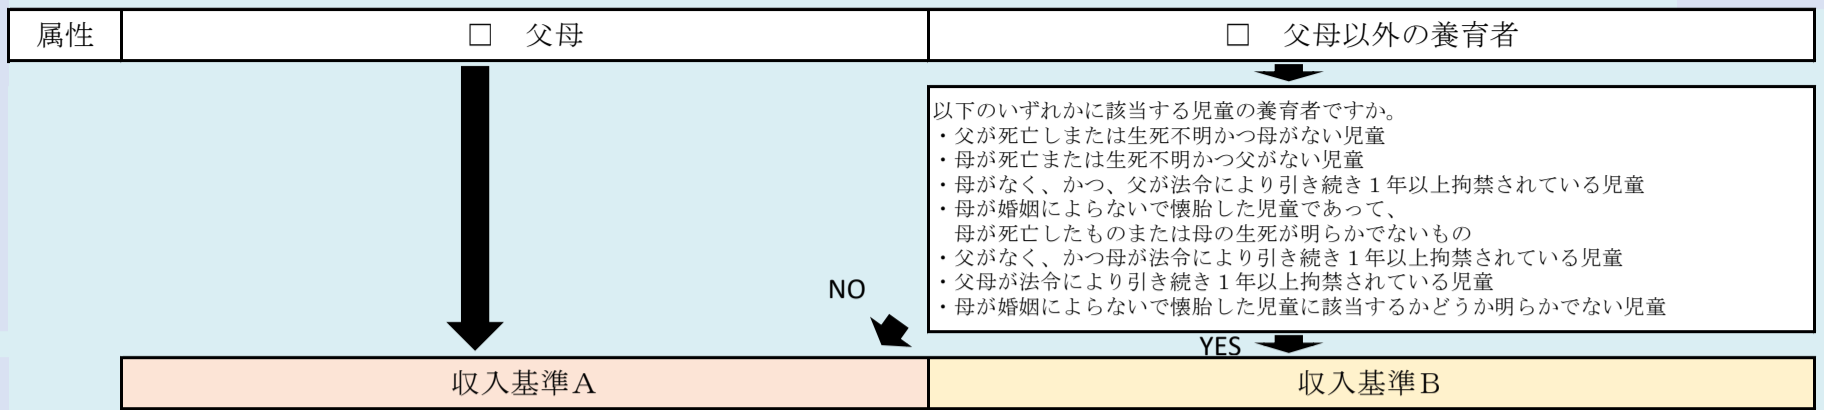 属性
□ 父母
□ 父母以外の養育者
以下のいずれかに該当する児童の養育者ですか。
・父が死亡しまたは生死不明かつ母がない児童
・母が死亡または生死不明かつ父がない児童
・母がなく、かつ、父が法令により引き続き１年以上拘禁されている児童
・母が婚姻によらないで懐胎した児童であって、
母が死亡したものまたは母の生死が明らかでないもの
・父がなく、かつ母が法令により引き続き１年以上拘禁されている児童
・父母が法令により引き続き１年以上拘禁されている児童
・母が婚姻によらないで懐胎した児童に該当するかどうか明らかでない児童
NO
YES
収入基準Ａ
収入基準Ｂ